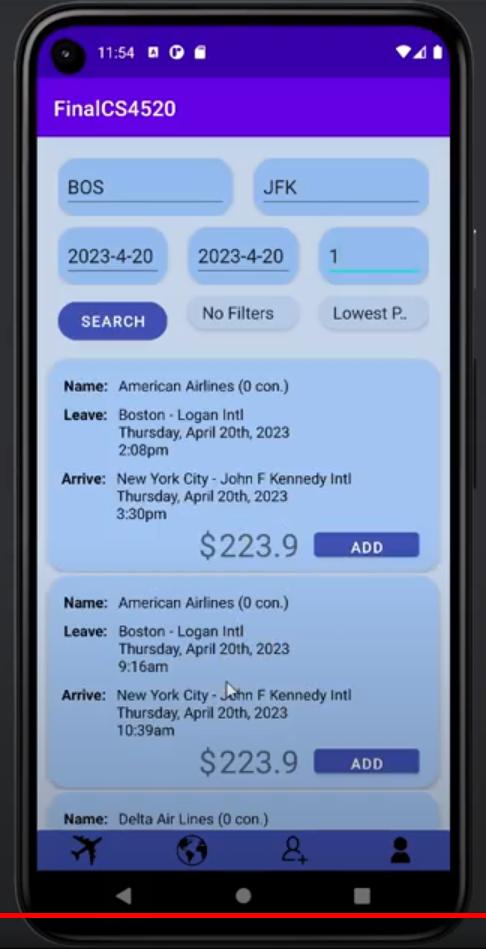 11:54
FinalCS4520
BOS JFK
2023-4-20 2023-4-20 1
SEARCH No Filters Lowest P..
Name: American Airlines (0 con.)
Leave: Boston - Logan Intl
Thursday, April 20th, 2023
2:08pm
Arrive: New York City - John F Kennedy Intl
Thursday, April 20th, 2023
3:30pm
$223.9 ADD
Name: American Airlines (0 con.)
Leave: Boston - Logan Intl
Thursday, April 20th, 2023
9:16am
Arrive: New York City - John F Kennedy Intl
Thursday, April 20th, 2023
10:39am
$223.9 ADD
Name: Delta Air Lines (0 con.)